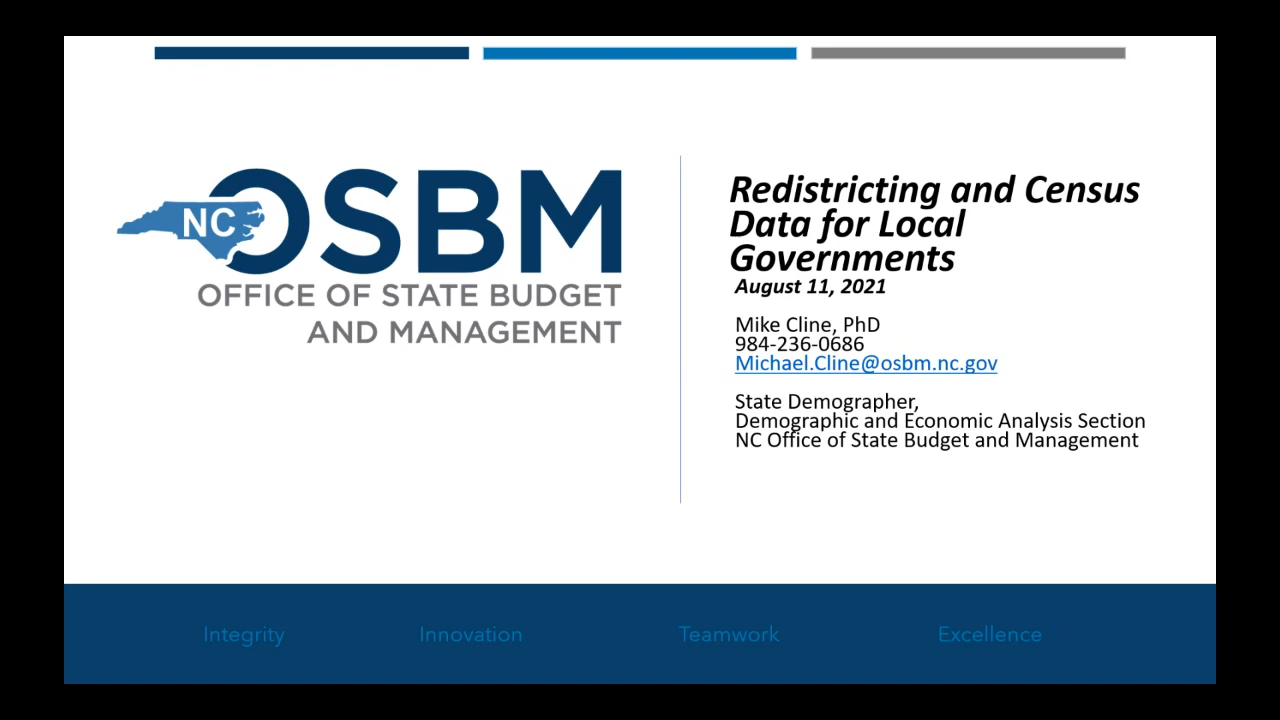 NC OSBM
OFFICE OF STATE BUDGET
AND MANAGEMENT
Redistricting and Census
Data for Local
Governments
August 11, 2021
Mike Cline, PhD
984-236-0686
Michael.Cline@osbm.nc.gov
State Demographer,
Demographic and Economic Analysis Section
NC Office of State Budget and Management
Integrity Innovation Teamwork Excellence